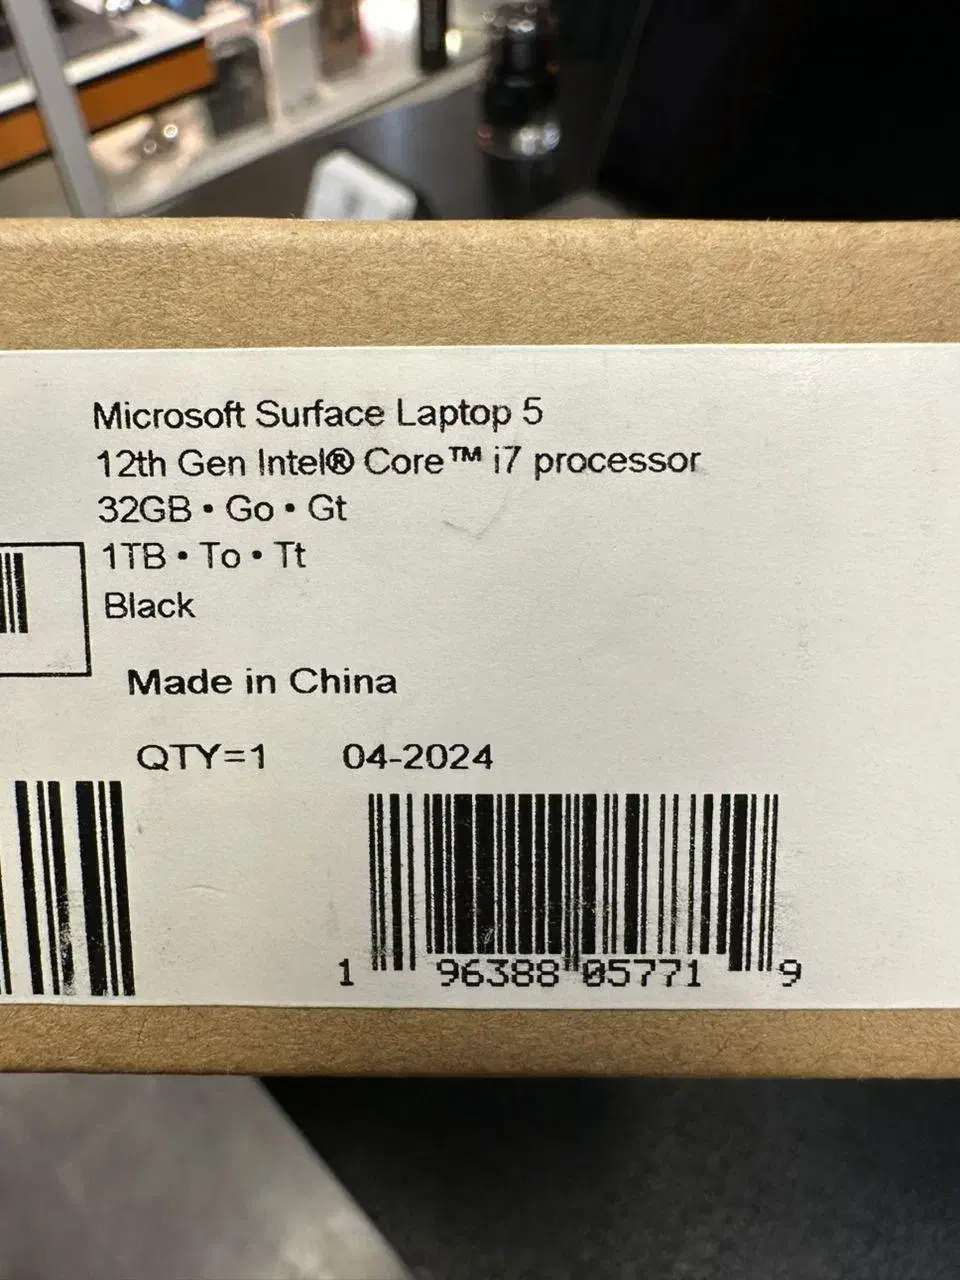 Microsoft Surface Laptop 5
12th Gen Intel® Core™ i7 processor
32GB • Go • Gt
1TB • To • Tt
Black
Made in China
QTY=1 04-2024
1 96388 05771 9